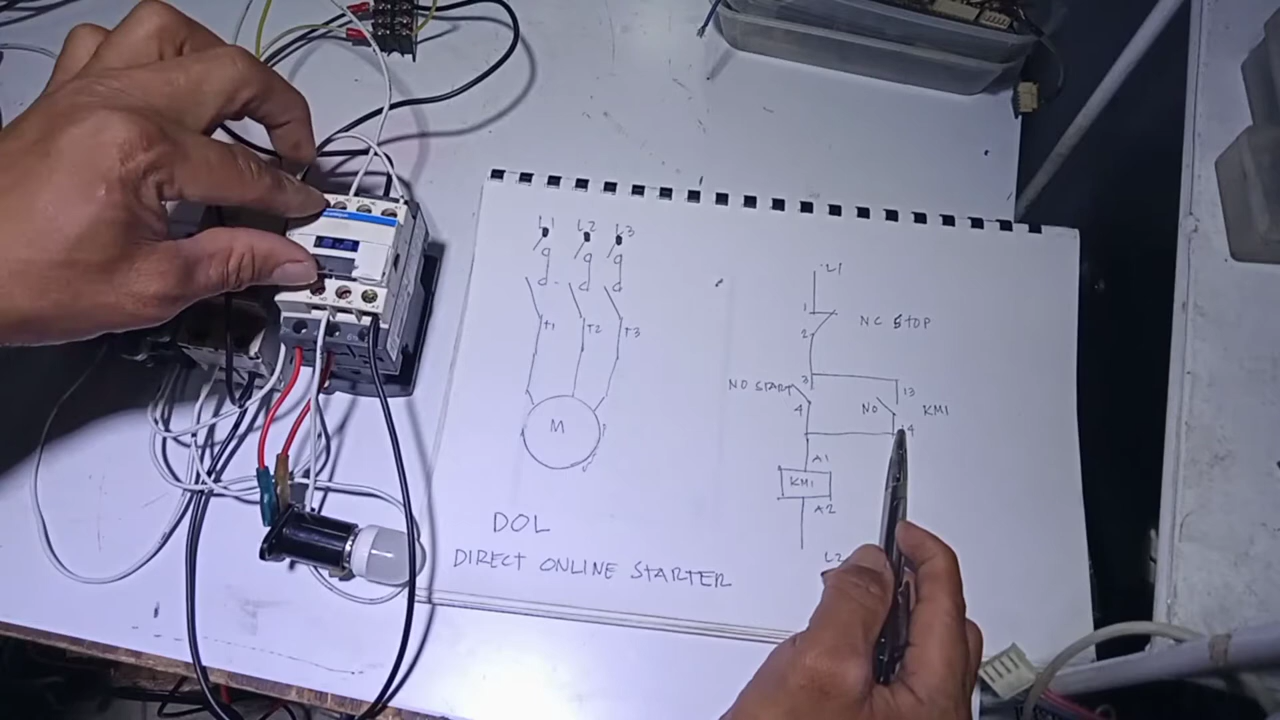 L1 L2 L3
T1 T2 T3
M
DOL
DIRECT ONLINE STARTER
L1
1
2
NC STOP
NO START
3
4
13
NO
KM1
14
A1
KM1
A2
L2